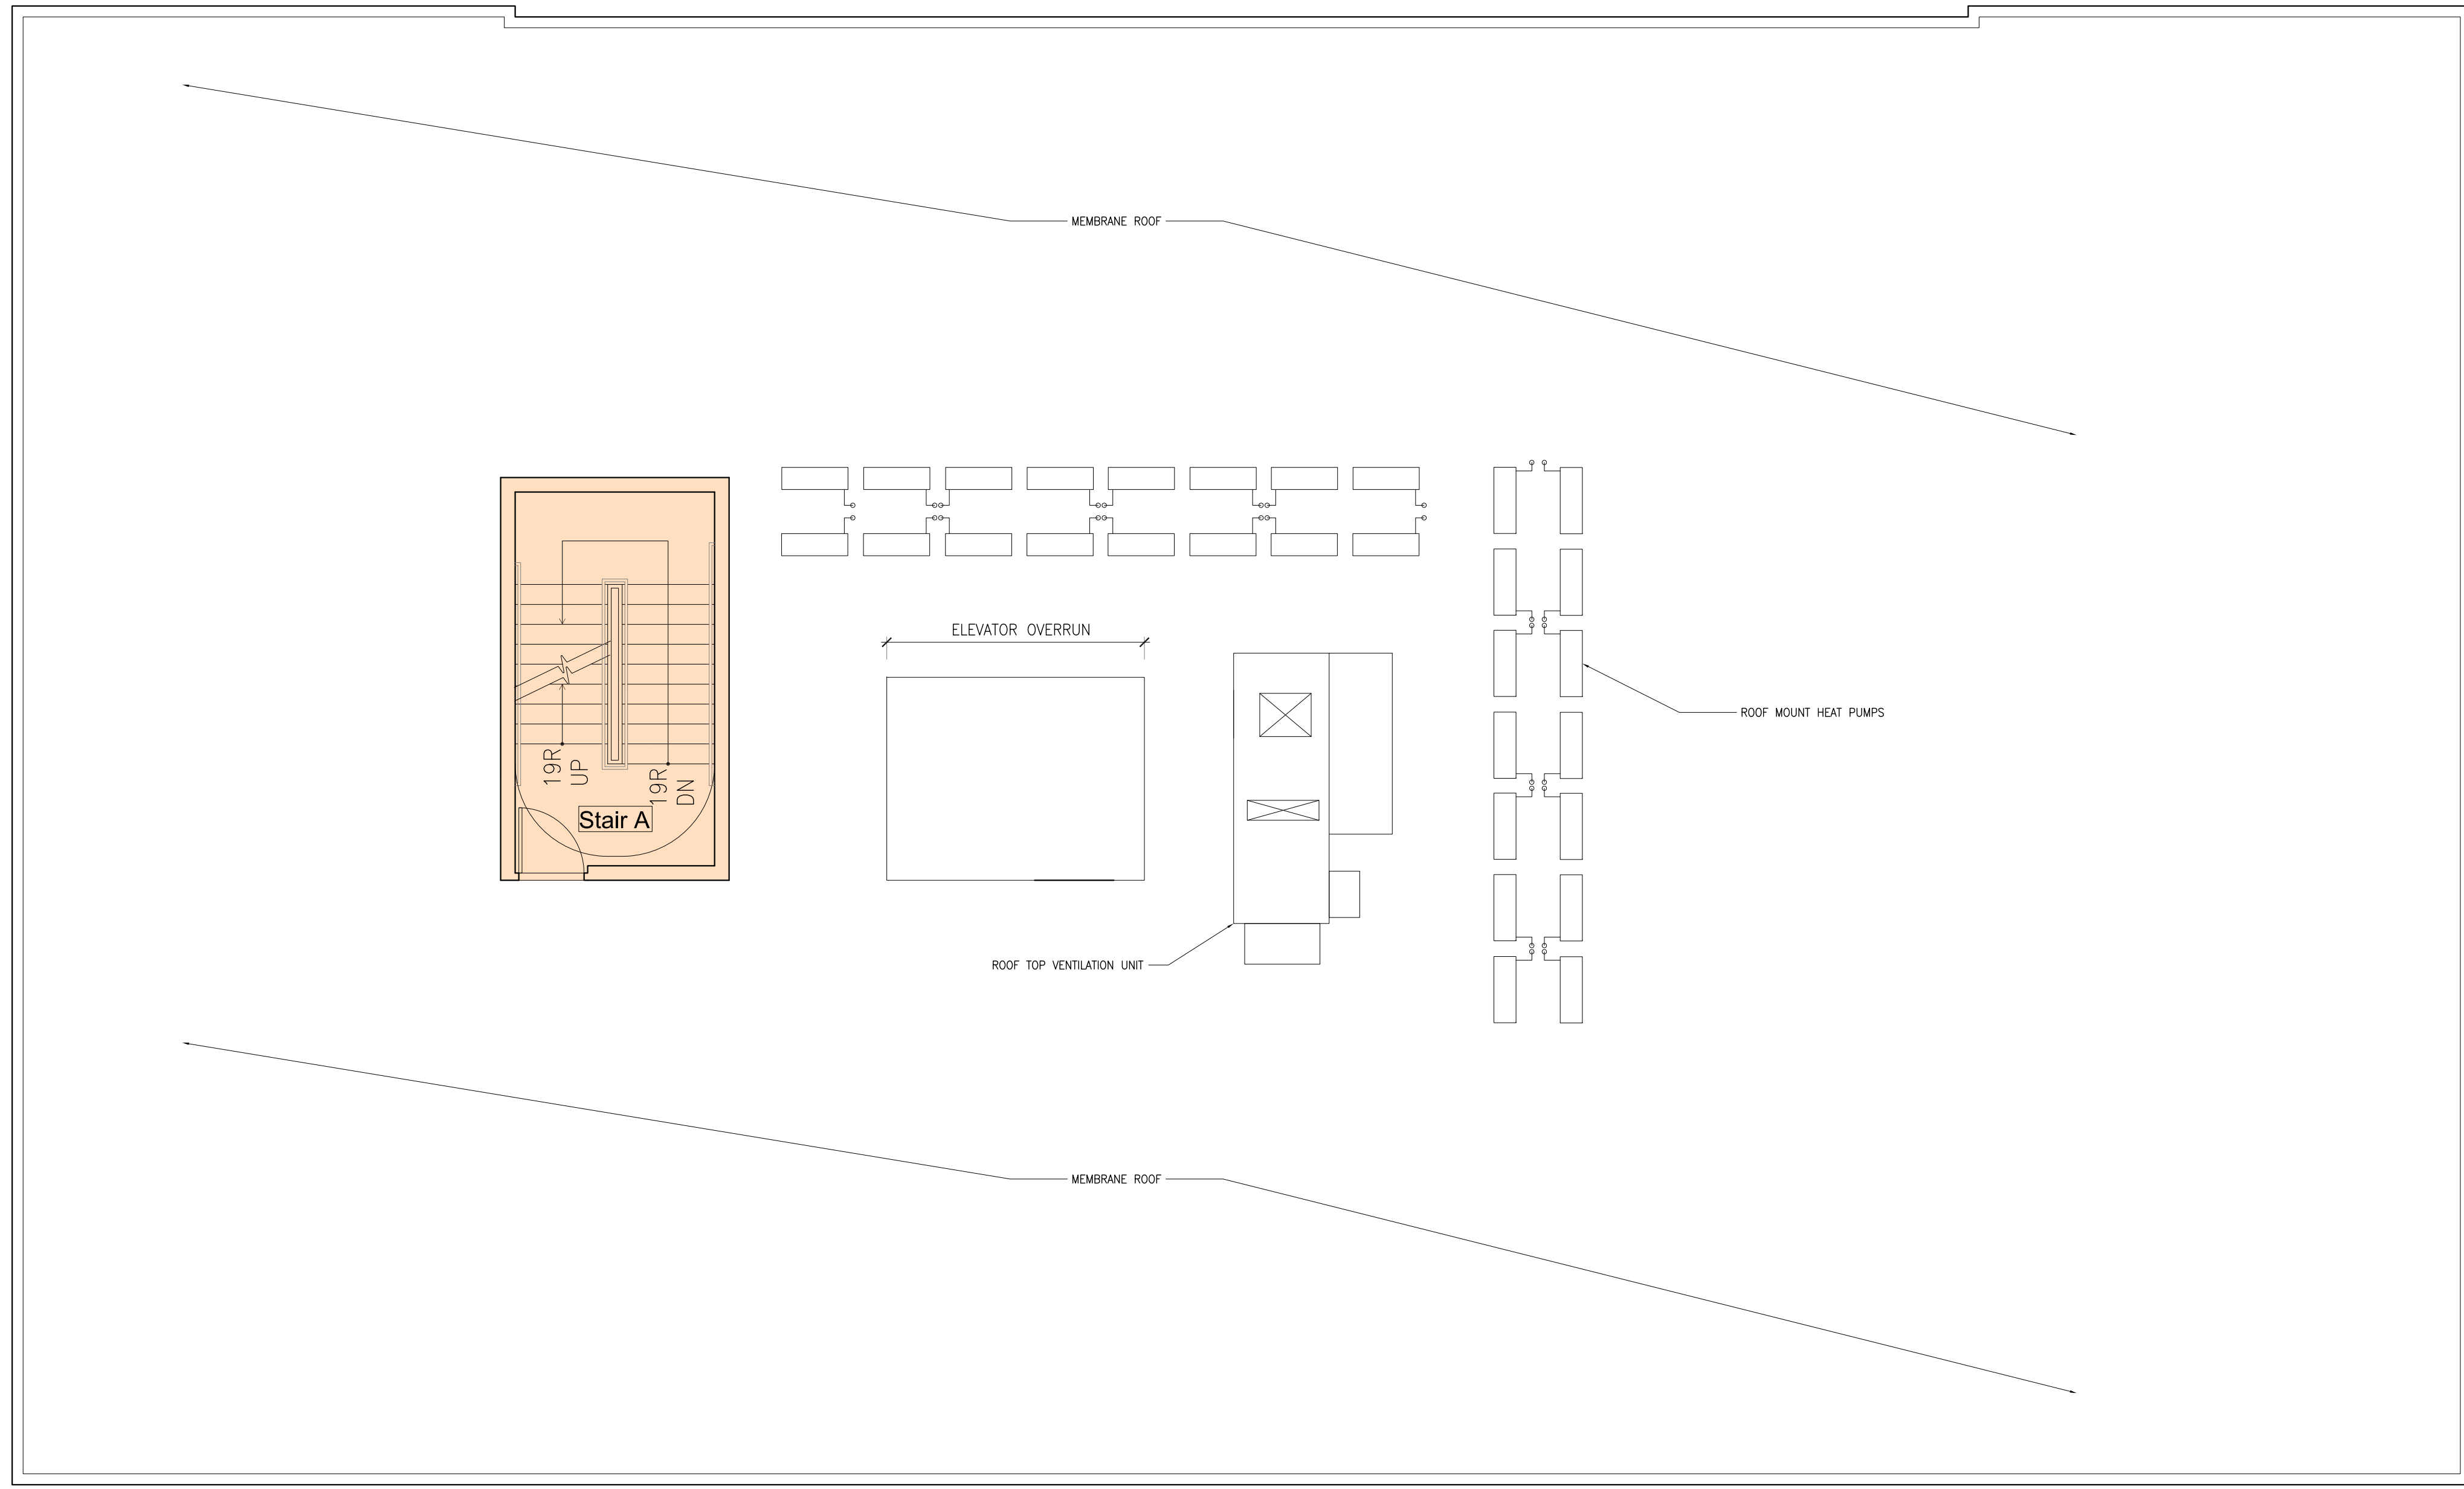 MEMBRANE ROOF
ELEVATOR OVERRUN
ROOF MOUNT HEAT PUMPS
19R
UP
19R
DN
Stair A
ROOF TOP VENTILATION UNIT
MEMBRANE ROOF